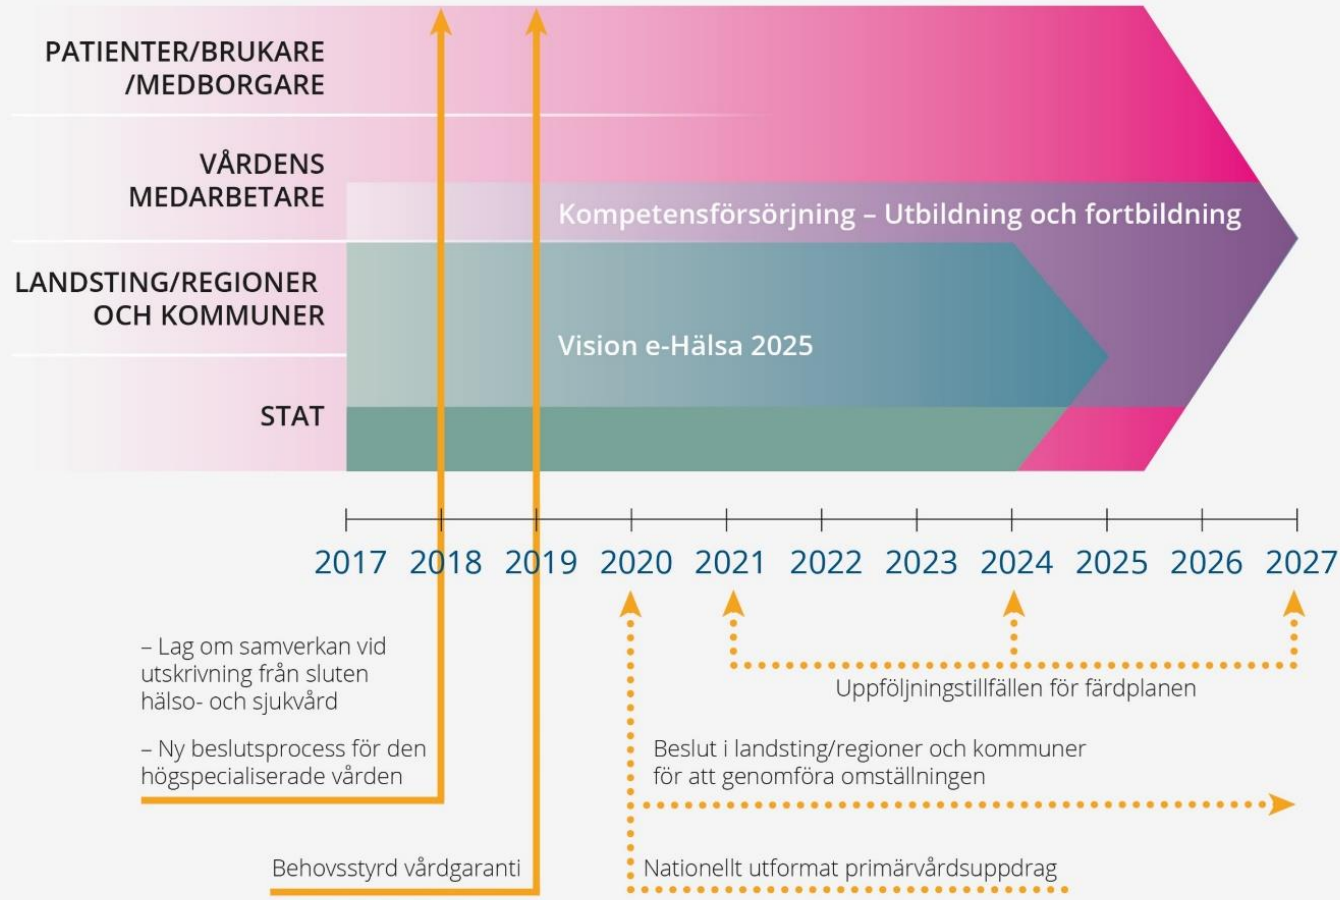 PATIENTER/BRUKARE
/MEDBORGARE
VÅRDENS
MEDARBETARE
Kompetensförsörjning – Utbildning och fortbildning
LANDSTING/REGIONER
OCH KOMMUNER
Vision e-Hälsa 2025
STAT
2017 2018 2019 2020 2021 2022 2023 2024 2025 2026 2027
– Lag om samverkan vid
utskrivning från sluten
hälso- och sjukvård
– Ny beslutsprocess för den
högspecialiserade vården
Uppföljningstillfällen för färdplanen
Beslut i landsting/regioner och kommuner
för att genomföra omställningen
Behovsstyrd vårdgaranti
Nationellt utformat primärvårdsuppdrag